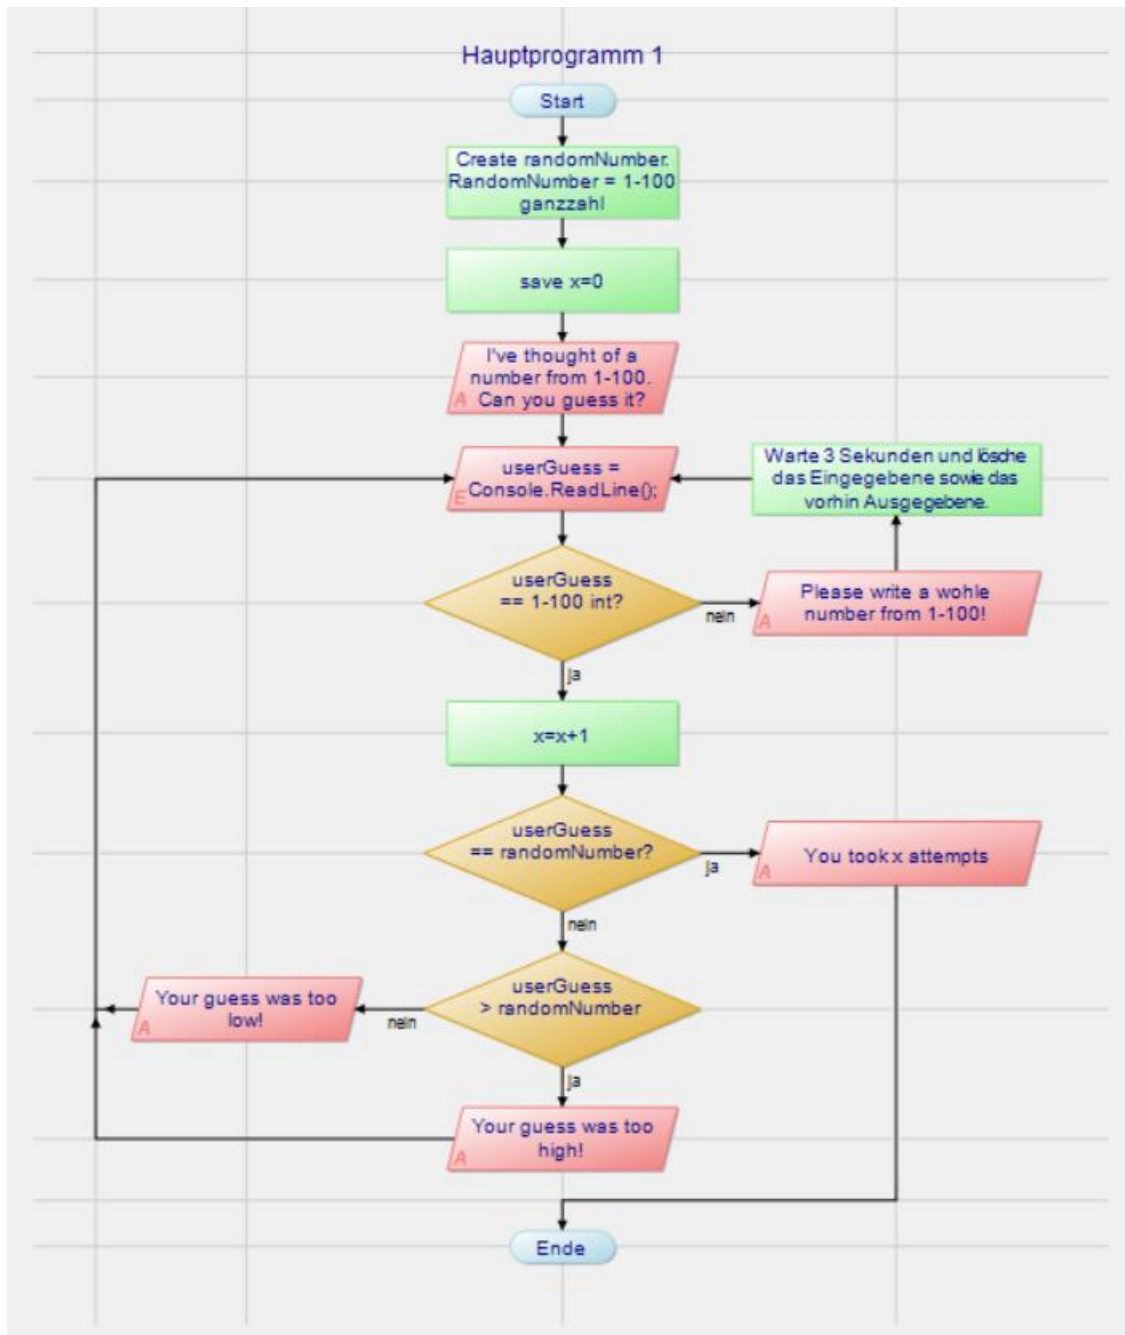 Hauptprogramm 1
Start
Create randomNumber.
RandomNumber = 1-100
ganzzahl
save x=0
I've thought of a
number from 1-100.
Can you guess it?
A
userGuess =
Console.ReadLine();
E
Warte 3 Sekunden und lösche
das Eingegebene sowie das
vorhin Ausgegebene.
userGuess
== 1-100 int?
nein
Please write a wohle
number from 1-100!
A
ja
x=x+1
userGuess
== randomNumber?
ja
You took x attempts
A
nein
userGuess
> randomNumber
nein
Your guess was too
low!
A
ja
Your guess was too
high!
A
Ende